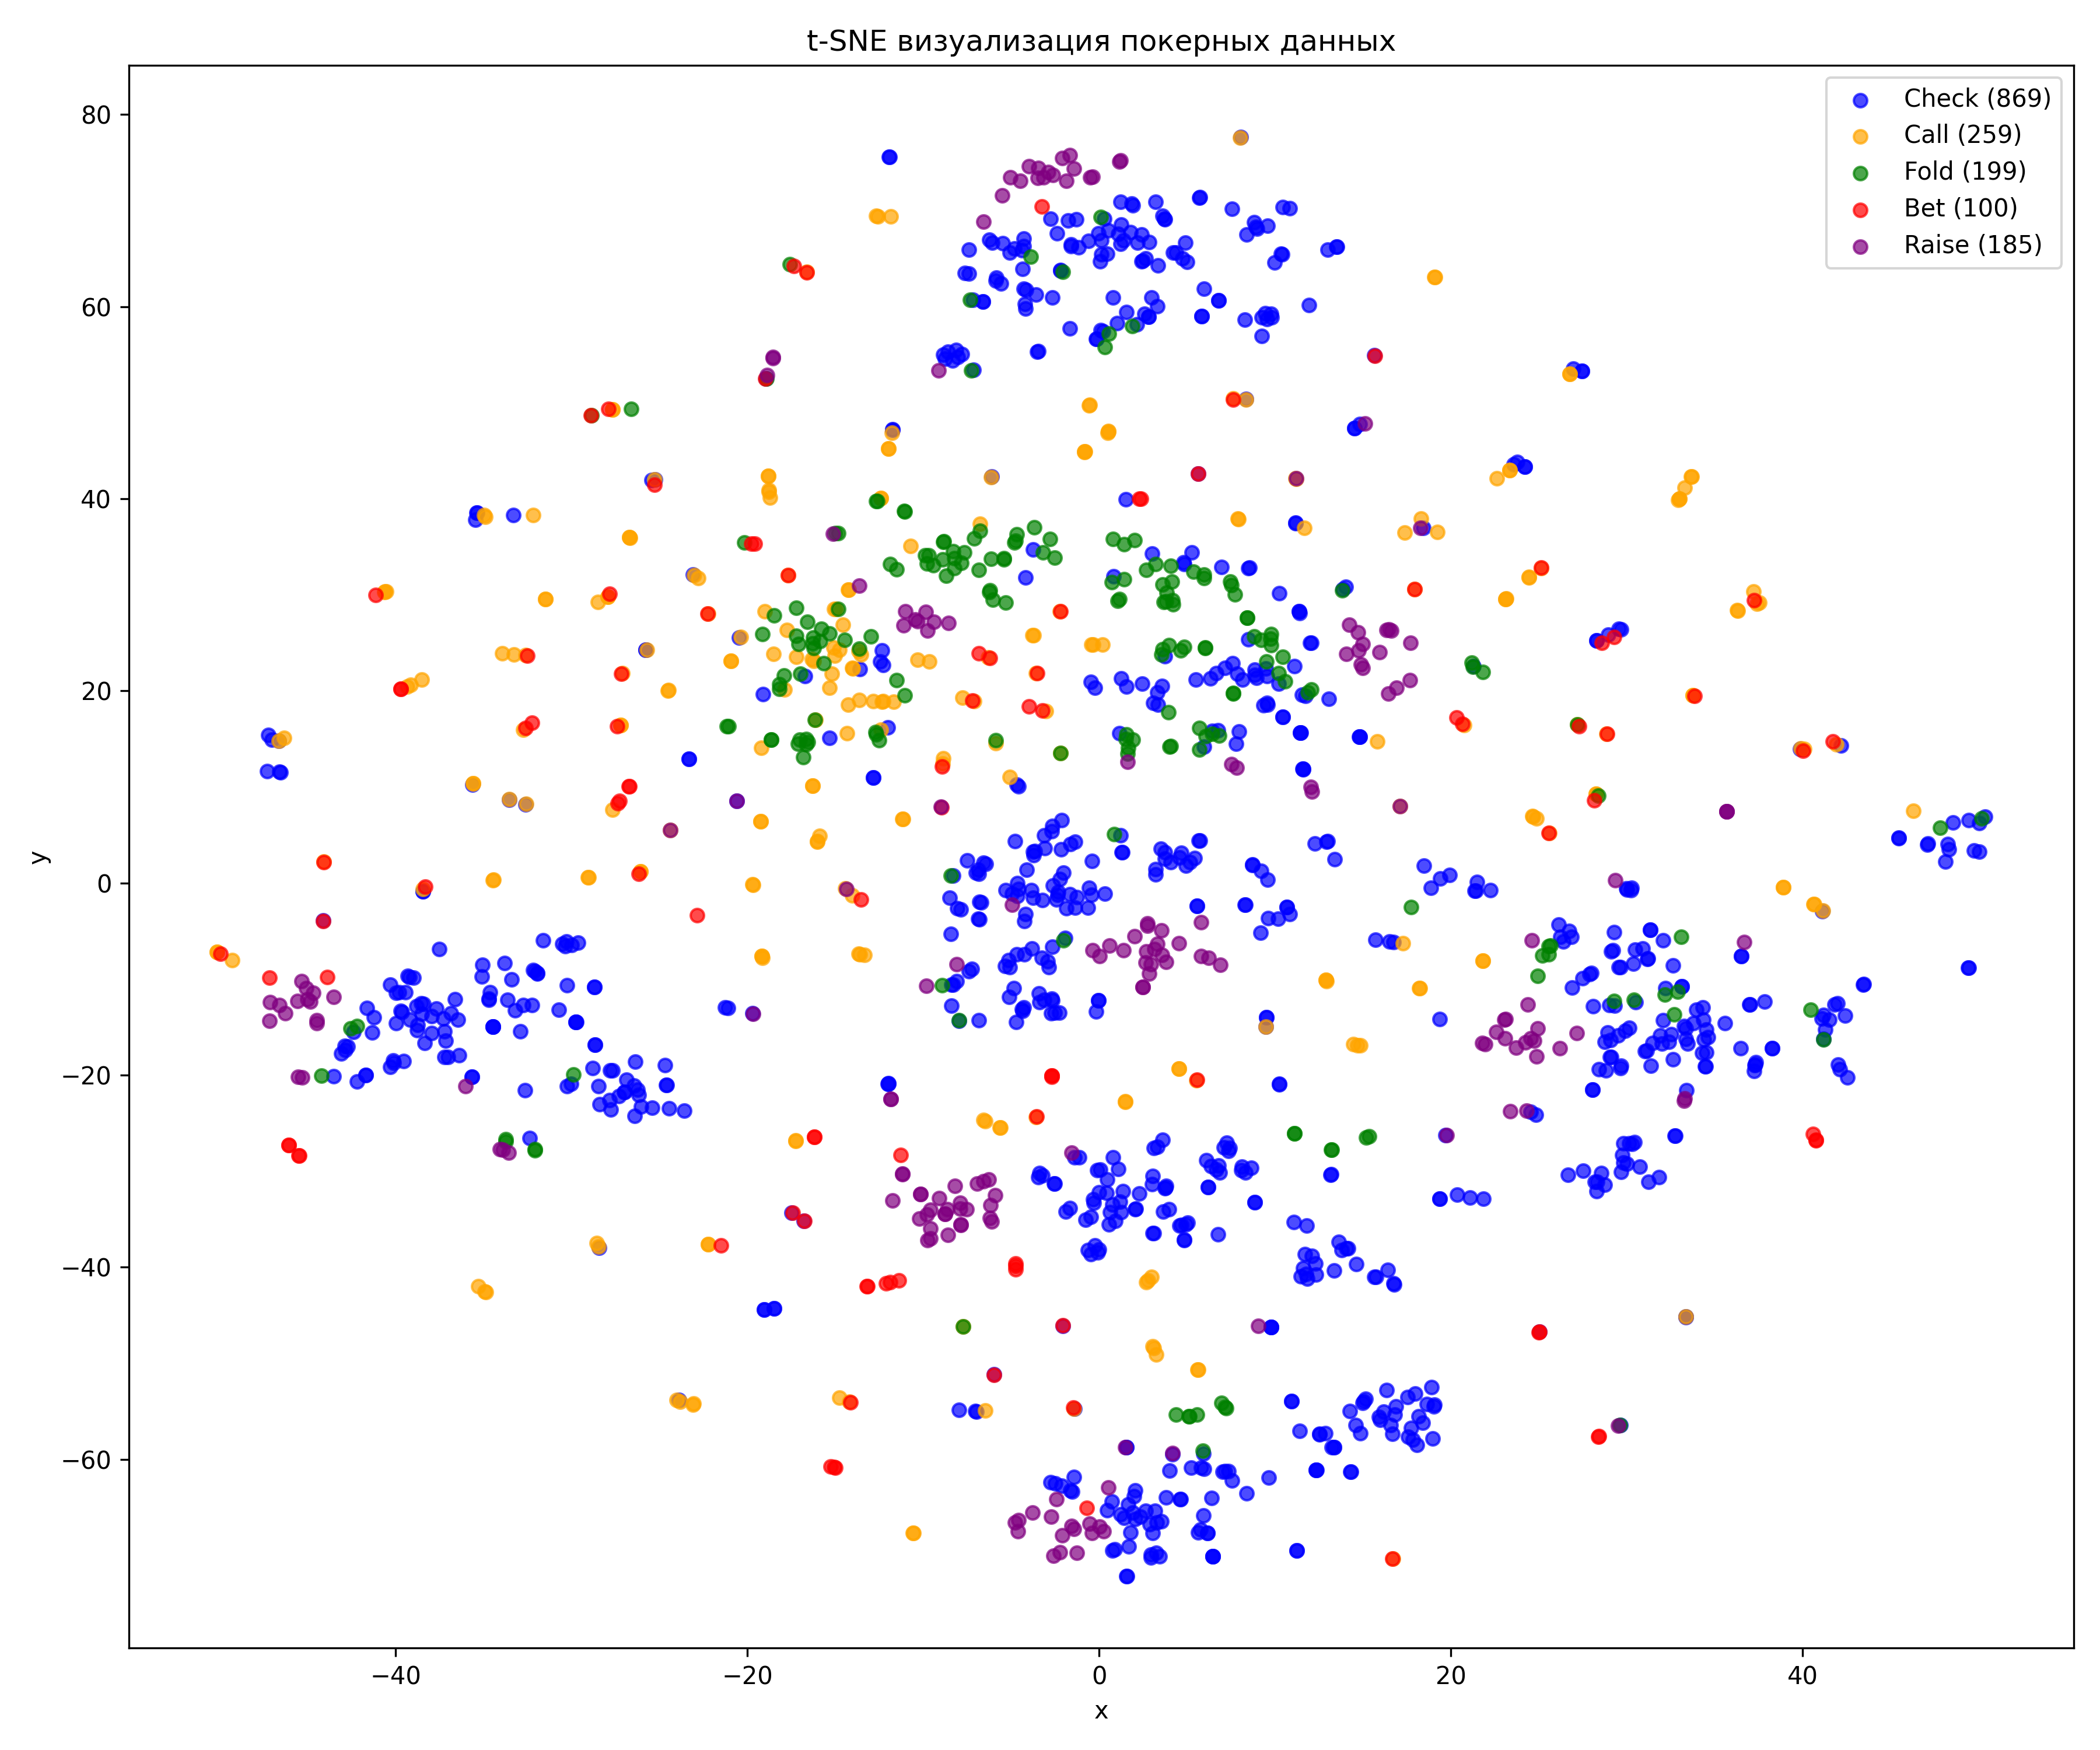 t-SNE визуализация покерных данных
Check (869)
Call (259)
Fold (199)
Bet (100)
Raise (185)
80
60
40
20
0
−20
−40
−60
y
−40
−20
0
20
40
x